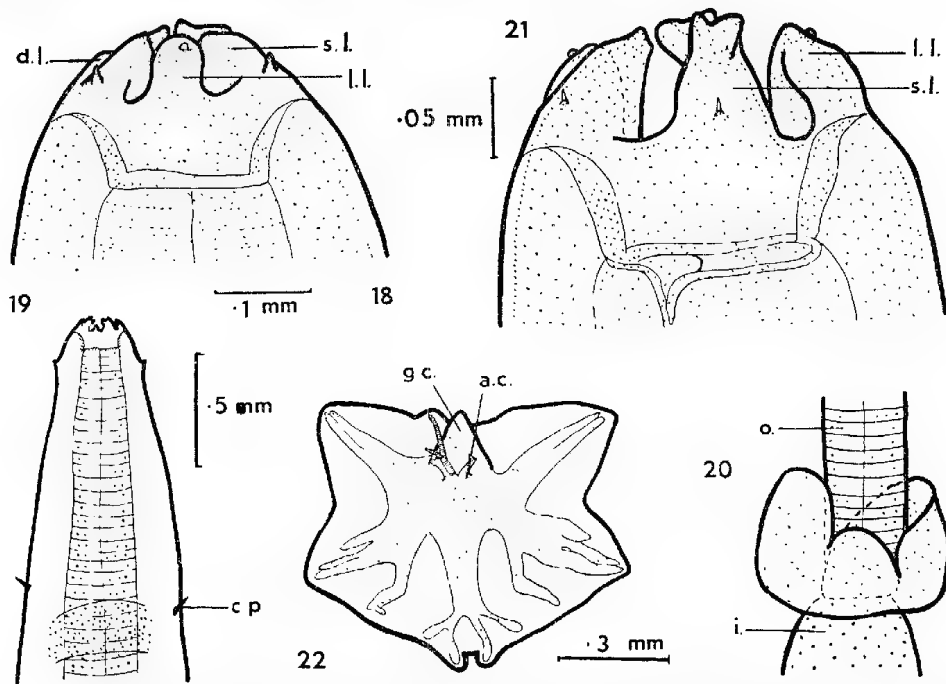 d.l.
s.l.
l.l.
21
l.l.
s.l.
·05 mm
19
·1 mm
18
·5 mm
g c.
a.c.
o.
20
c p
i.
22
·3 mm